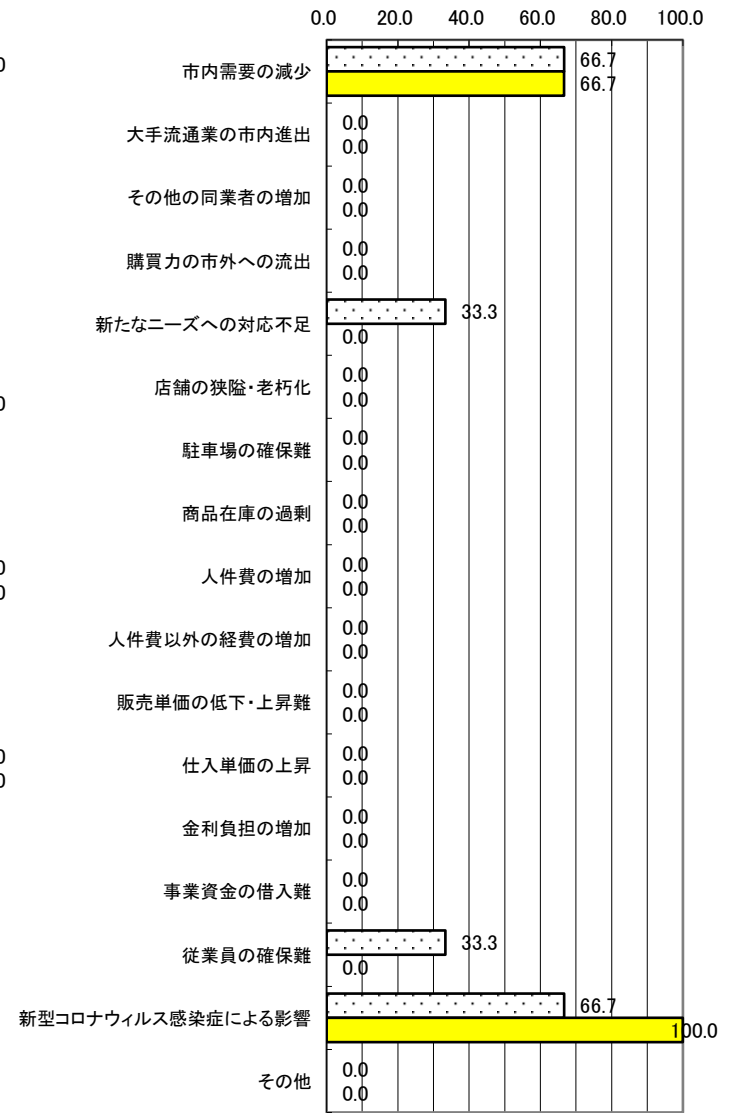 0.0 20.0 40.0 60.0 80.0 100.0
市内需要の減少 66.7
66.7
大手流通業の市内進出 0.0
0.0
その他の同業者の増加 0.0
0.0
購買力の市外への流出 0.0
0.0
新たなニーズへの対応不足 33.3
0.0
店舗の狭隘・老朽化 0.0
0.0
駐車場の確保難 0.0
0.0
商品在庫の過剰 0.0
0.0
人件費の増加 0.0
0.0
人件費以外の経費の増加 0.0
0.0
販売単価の低下・上昇難 0.0
0.0
仕入単価の上昇 0.0
0.0
金利負担の増加 0.0
0.0
事業資金の借入難 0.0
0.0
従業員の確保難 33.3
0.0
新型コロナウィルス感染症による影響 66.7
100.0
その他 0.0
0.0